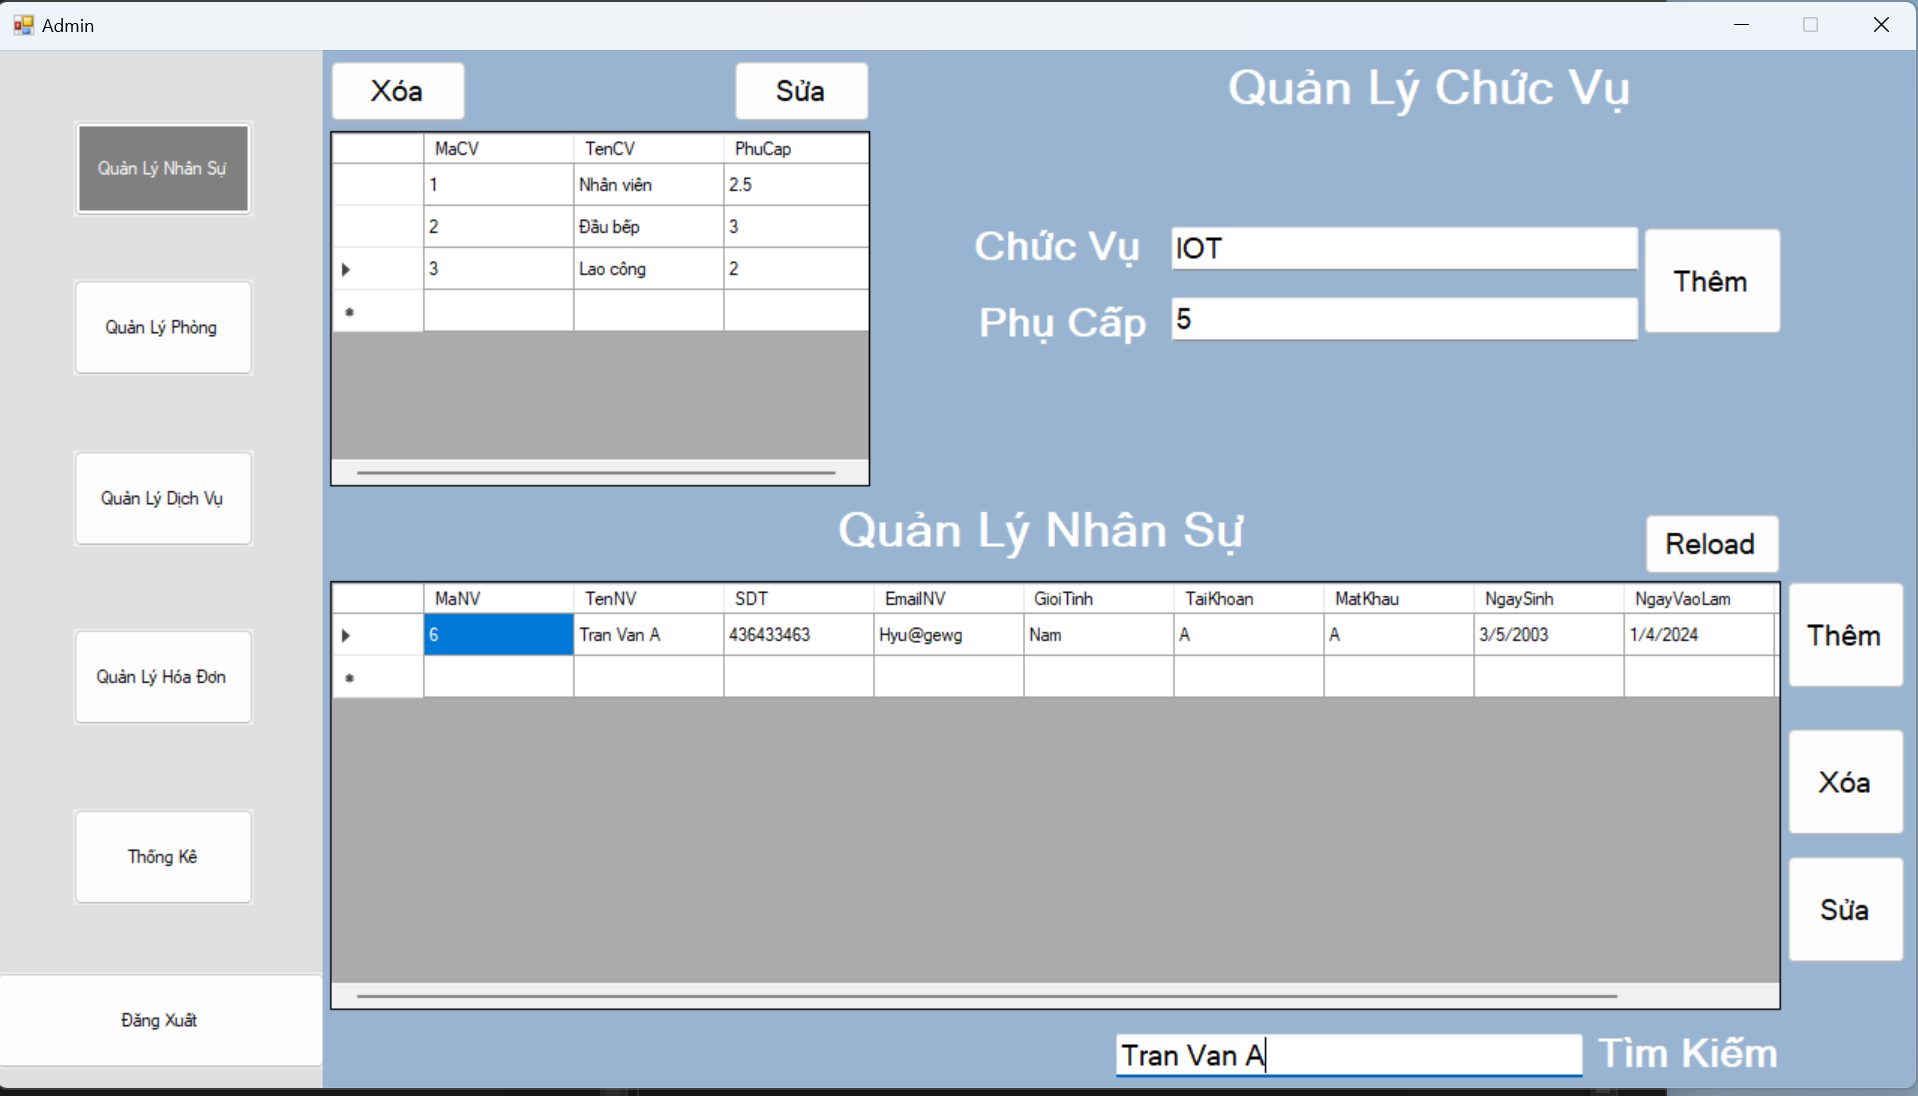 Admin
Quản Lý Nhân Sự
Quản Lý Phòng
Quản Lý Dịch Vụ
Quản Lý Hóa Đơn
Thống Kê
Đăng Xuất
Xóa Sửa
MaCV TenCV PhuCap
1 Nhân viên 2.5
2 Đầu bếp 3
3 Lao công 2
Quản Lý Chức Vụ
Chức Vụ IOT
Phụ Cấp 5
Thêm
Quản Lý Nhân Sự
Reload
MaNV TenNV SDT EmailNV GioiTinh TaiKhoan MatKhau NgaySinh NgayVaoLam
6 Tran Van A 436433463 Hyu@gewg Nam A A 3/5/2003 1/4/2024
Thêm
Xóa
Sửa
Tran Van A Tìm Kiếm